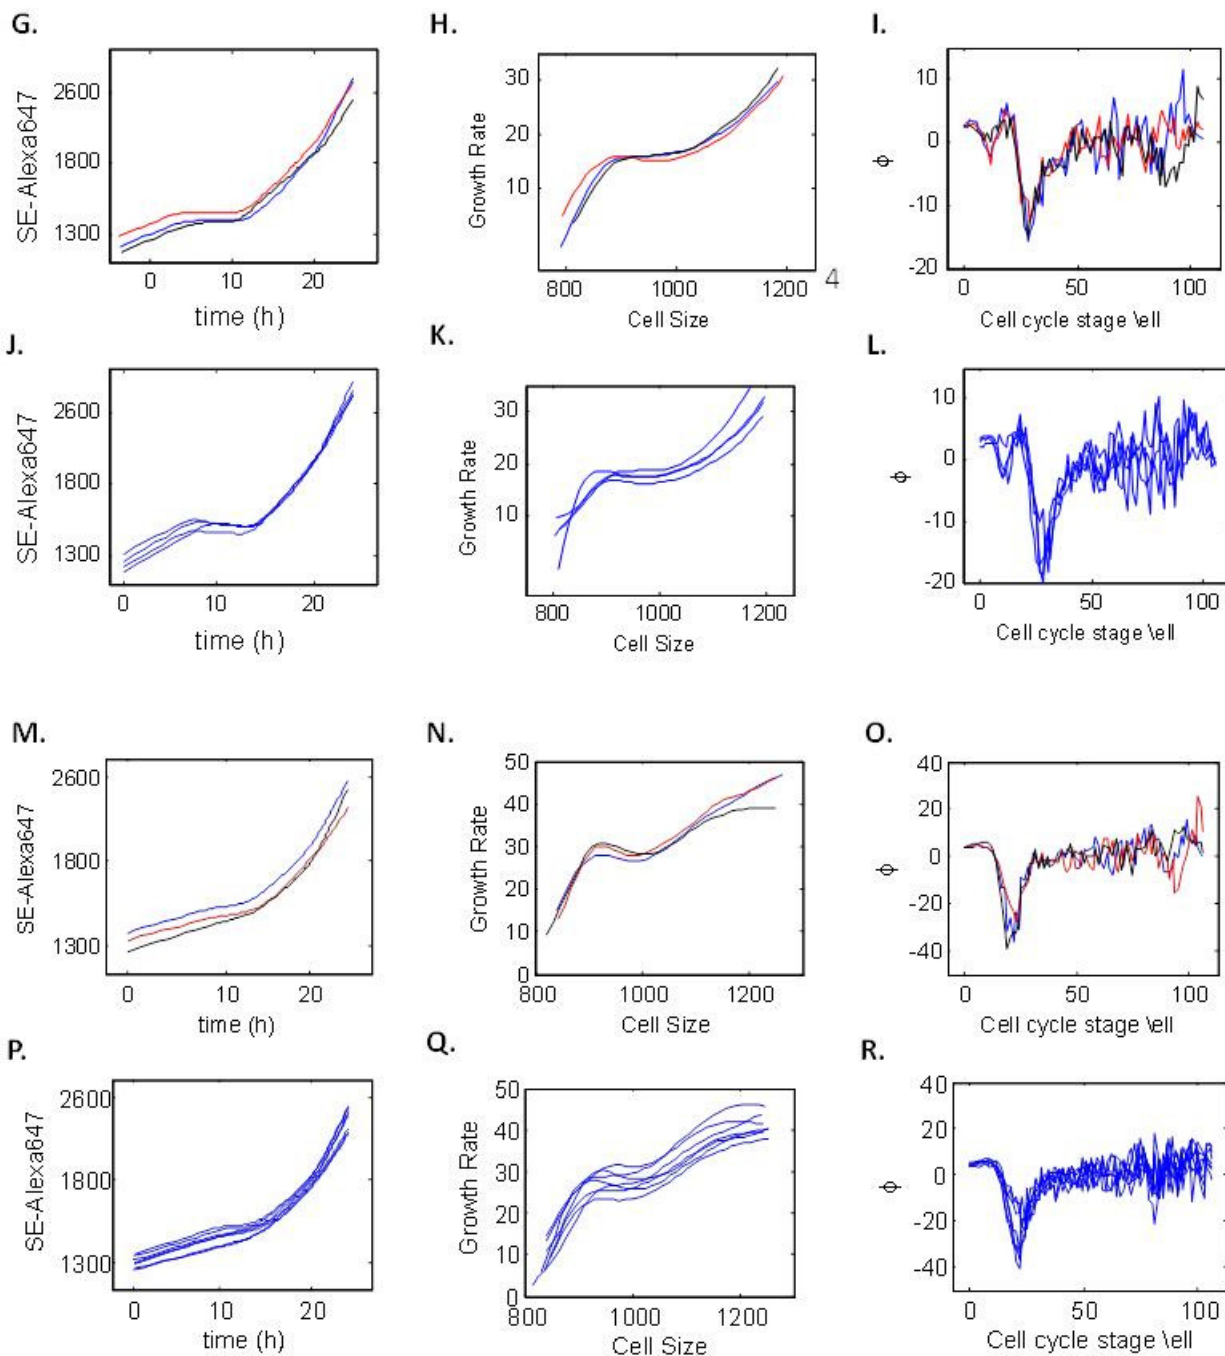 G.
SE-Alexa647
2600
1800
1300
0
10
20
time (h)
H.
Growth Rate
30
20
10
800
1000
1200
4
Cell Size
I.
ϕ
10
0
-10
-20
0
50
100
Cell cycle stage \ell
J.
SE-Alexa647
2600
1800
1300
0
10
20
time (h)
K.
Growth Rate
30
20
10
800
1000
1200
Cell Size
L.
ϕ
10
0
-10
-20
0
50
100
Cell cycle stage \ell
M.
SE-Alexa647
2600
1800
1300
0
10
20
time (h)
N.
Growth Rate
50
40
30
20
10
0
800
1000
1200
Cell Size
O.
ϕ
40
20
0
-20
-40
0
50
100
Cell cycle stage \ell
P.
SE-Alexa647
2600
1800
1300
0
10
20
time (h)
Q.
Growth Rate
50
40
30
20
10
0
800
1000
1200
Cell Size
R.
ϕ
40
20
0
-20
-40
0
50
100
Cell cycle stage \ell